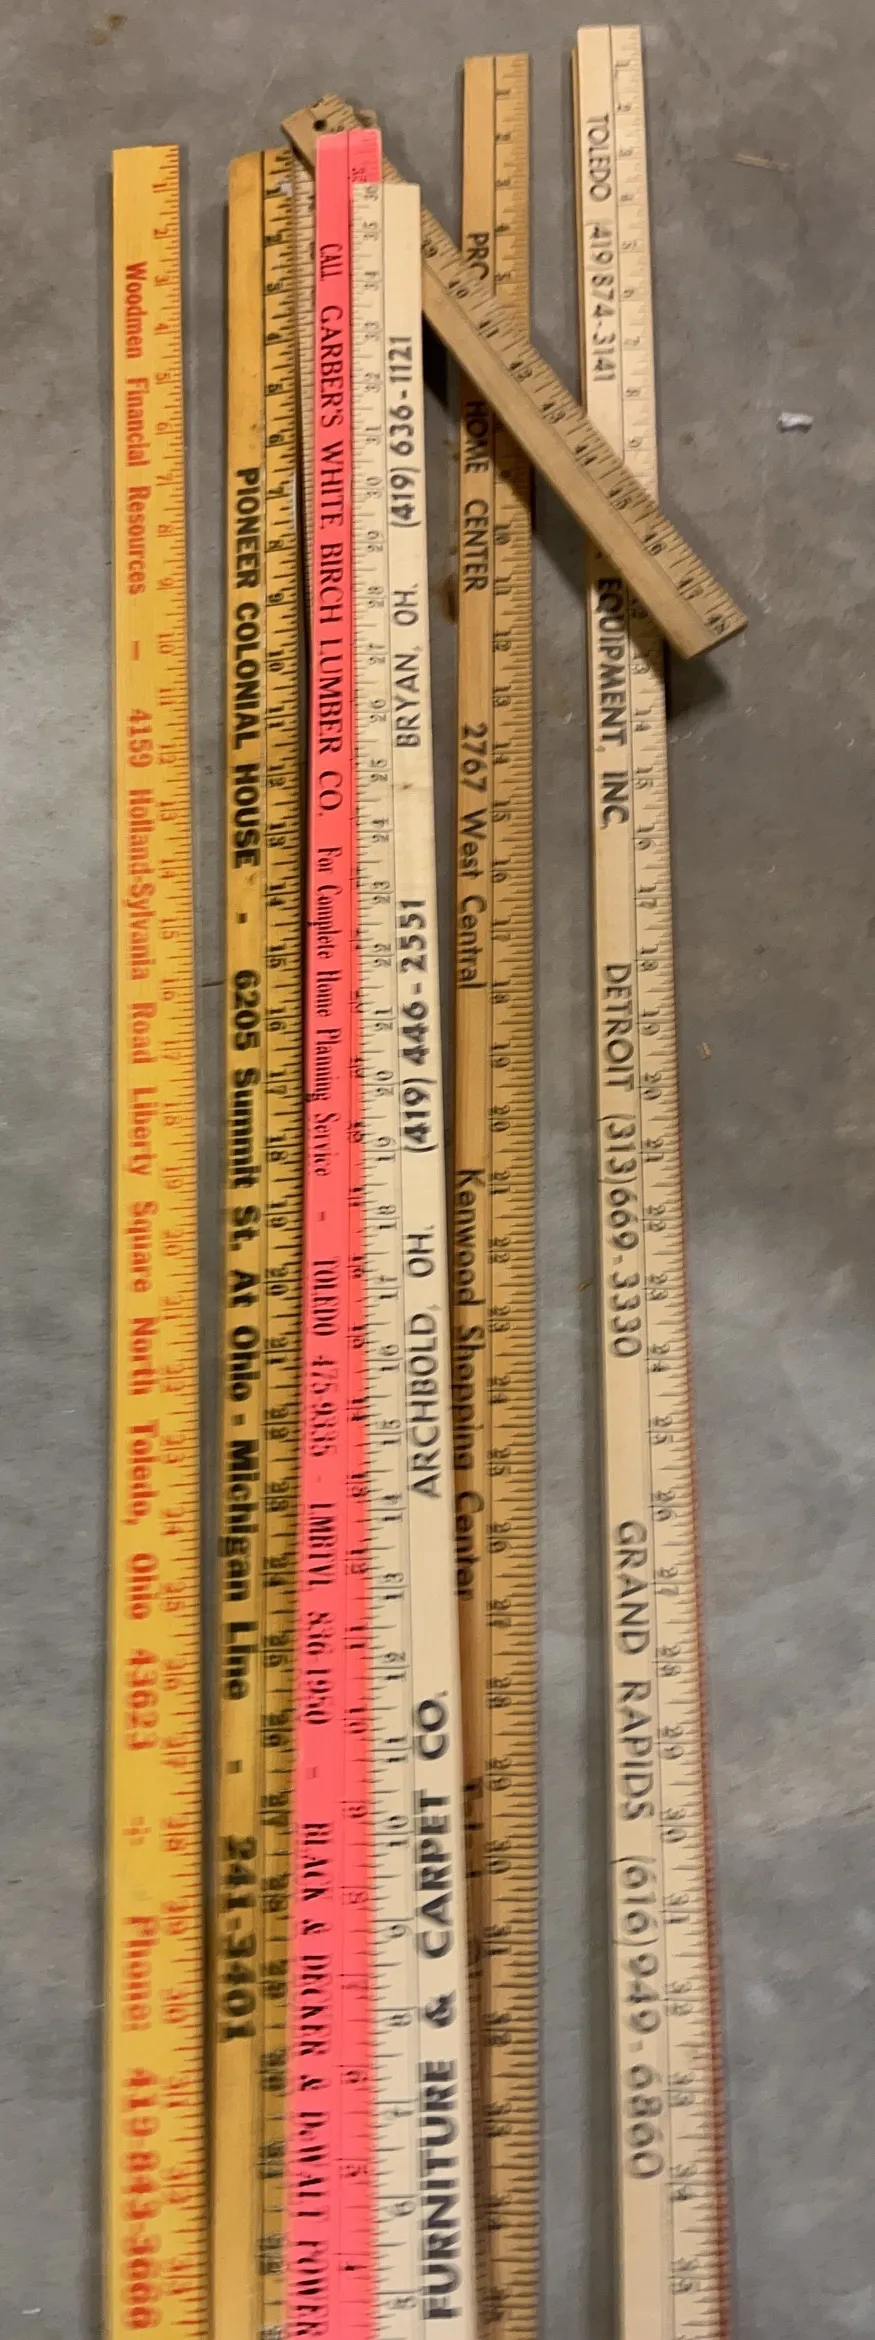 Woodmen Financial Resources - 4159 Holland-Sylvania Road Liberty Square North Toledo, Ohio 43623 - Phone: 419-843-3666
PIONEER COLONIAL HOUSE - 6205 Summit St. At Ohio-Michigan Line - 241-3401
CALL GARBER'S WHITE BIRCH LUMBER CO. For Complete Home Planning Service - TOLEDO 475-9335 - LMBTVL 836-1950 - BLACK & DECKER & DeWALT POWER
FURNITURE & CARPET CO. ARCHBOLD, OH. (419) 446-2551 BRYAN, OH. (419) 636-1121
HOME CENTER 2767 West Central Kenwood Shopping Center
TOLEDO (419)874-3141 EQUIPMENT, INC. DETROIT (313)669-3330 GRAND RAPIDS (616)949-6860